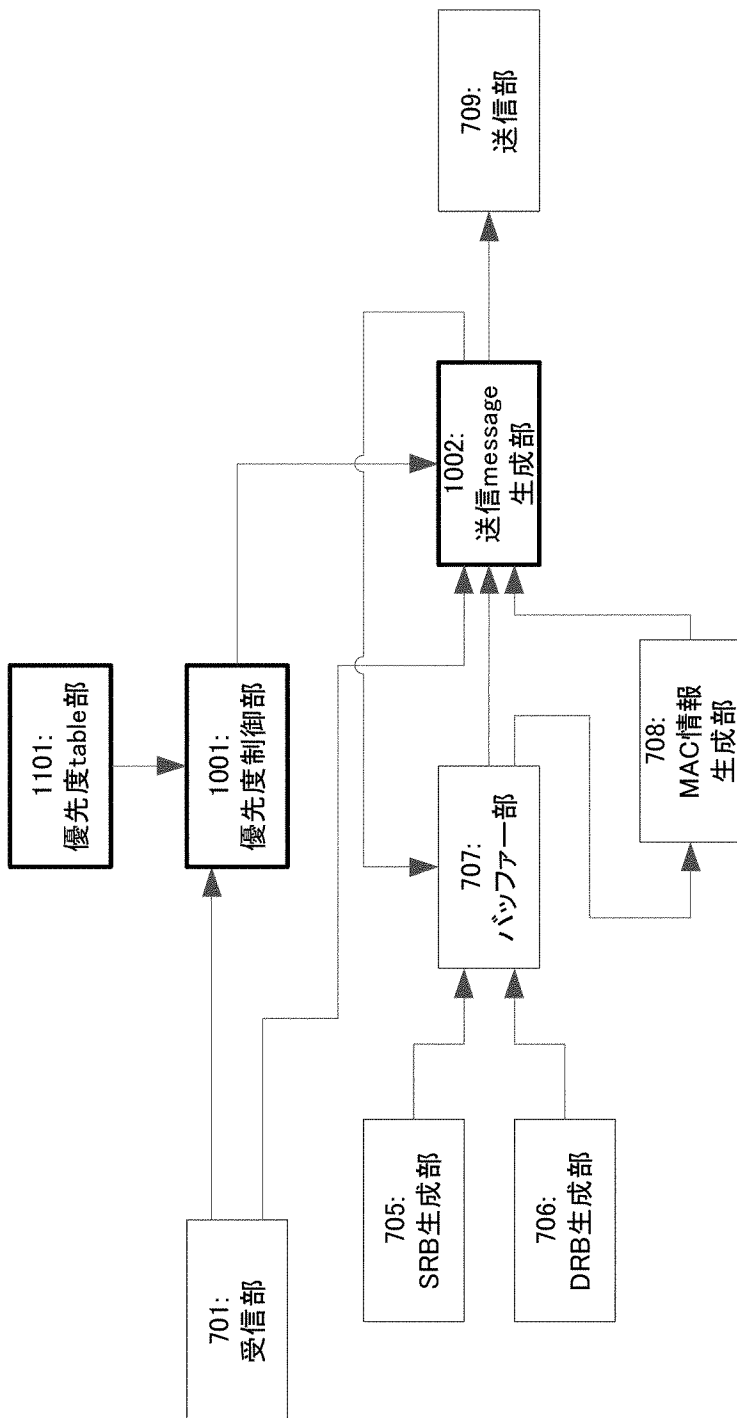 1101:
優先度table部
701:
受信部
1001:
優先度制御部
705:
SRB生成部
707:
バッファー部
1002:
送信message
生成部
709:
送信部
706:
DRB生成部
708:
MAC情報
生成部